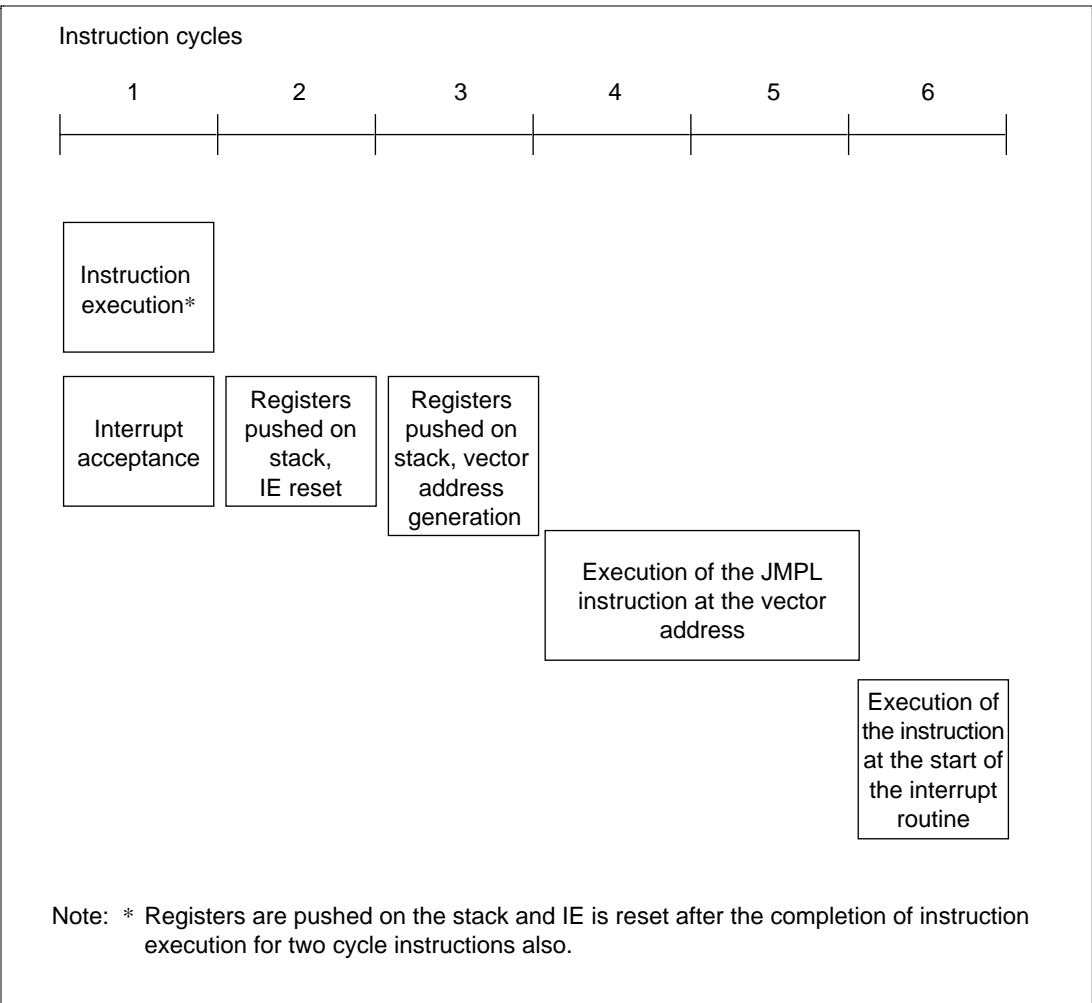 Instruction cycles
1 2 3 4 5 6
Instruction
execution*
Interrupt
acceptance
Registers
pushed on
stack,
IE reset
Registers
pushed on
stack, vector
address
generation
Execution of the JMPL
instruction at the vector
address
Execution of
the instruction
at the start of
the interrupt
routine
Note: * Registers are pushed on the stack and IE is reset after the completion of instruction
execution for two cycle instructions also.